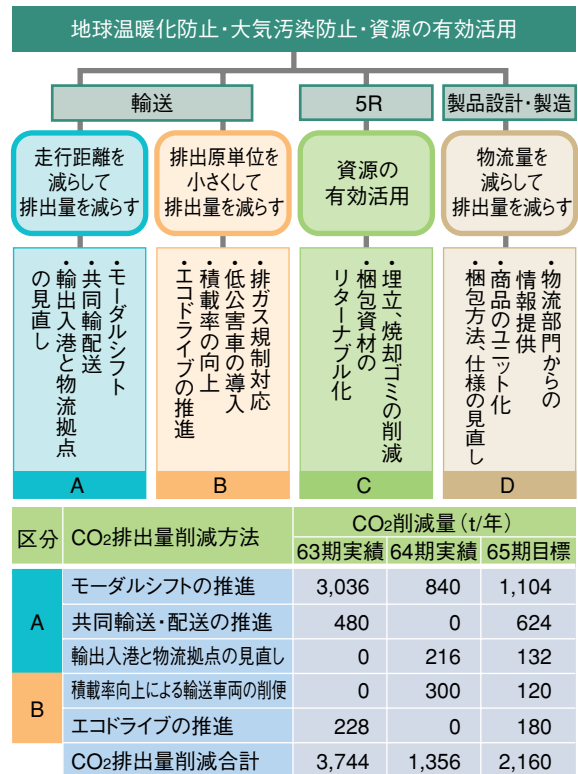 地球温暖化防止・大気汚染防止・資源の有効活用
輸送
5R
製品設計・製造
走行距離を
減らして
排出量を減らす
排出原単位を
小さくして
排出量を減らす
資源の
有効活用
物流量を
減らして
排出量を減らす
・モーダルシフト
・共同輸配送
・輸出入港と物流拠点
の見直し
A
・排ガス規制対応
・低公害車の導入
・積載率の向上
・エコドライブの推進
B
・埋立、焼却ゴミの削減
・梱包資材の
リターナブル化
C
・物流部門からの
情報提供
・商品のユニット化
・梱包方法、仕様の見直し
D
区分 CO2排出量削減方法 CO2削減量(t/年)
63期実績 64期実績 65期目標
A
モーダルシフトの推進 3,036 840 1,104
共同輸送・配送の推進 480 0 624
輸出入港と物流拠点の見直し 0 216 132
B
積載率向上による輸送車両の削便 0 300 120
エコドライブの推進 228 0 180
CO2排出量削減合計 3,744 1,356 2,160